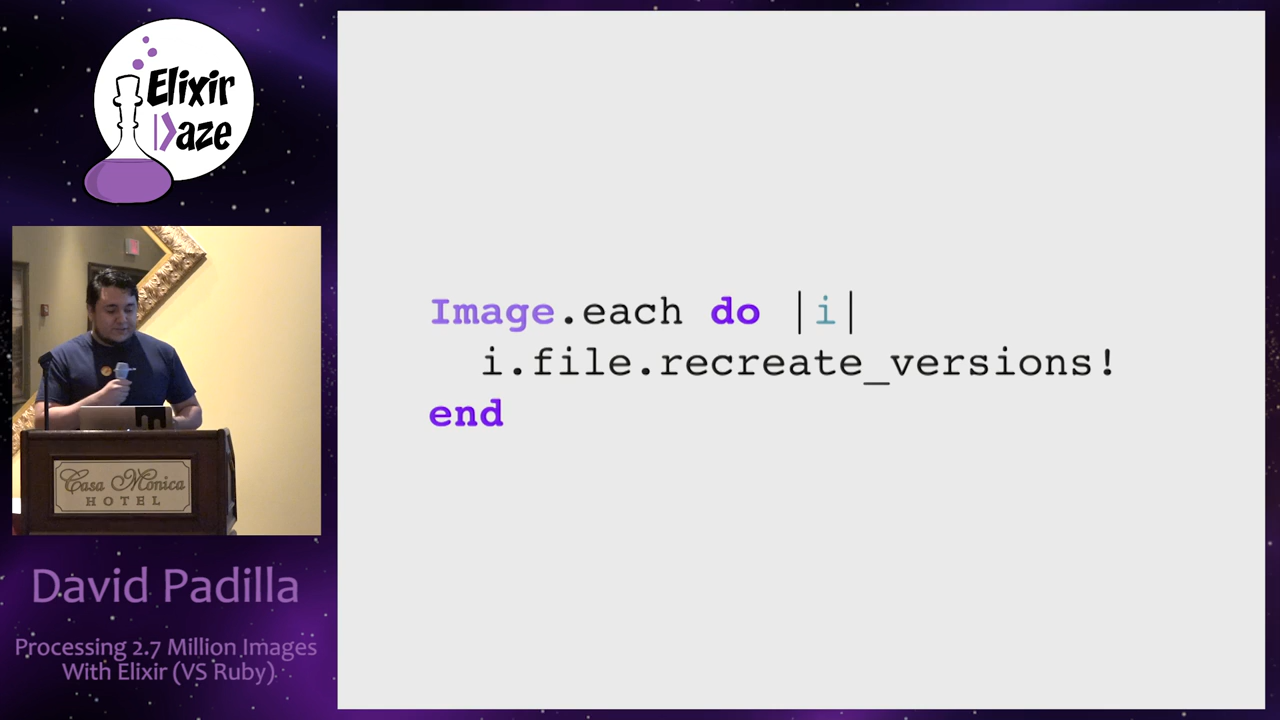 Elixir
Daze
Image.each do |i|
i.file.recreate_versions!
end
Casa Monica
HOTEL
David Padilla
Processing 2.7 Million Images
With Elixir (VS Ruby)